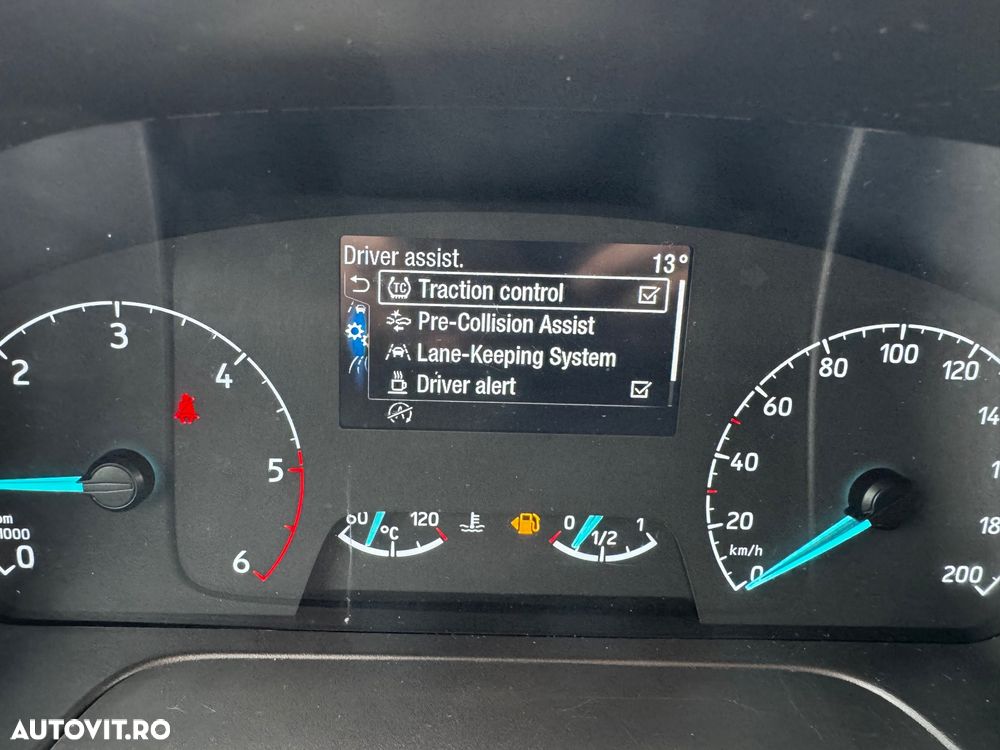 Driver assist. 13°
TC Traction control
Pre-Collision Assist
Lane-Keeping System
Driver alert
2 3 4 5 6
0
1000
120
°C
0 1/2 1
0 20 40 60 80 100 120
200
km/h
AUTOVIT.RO